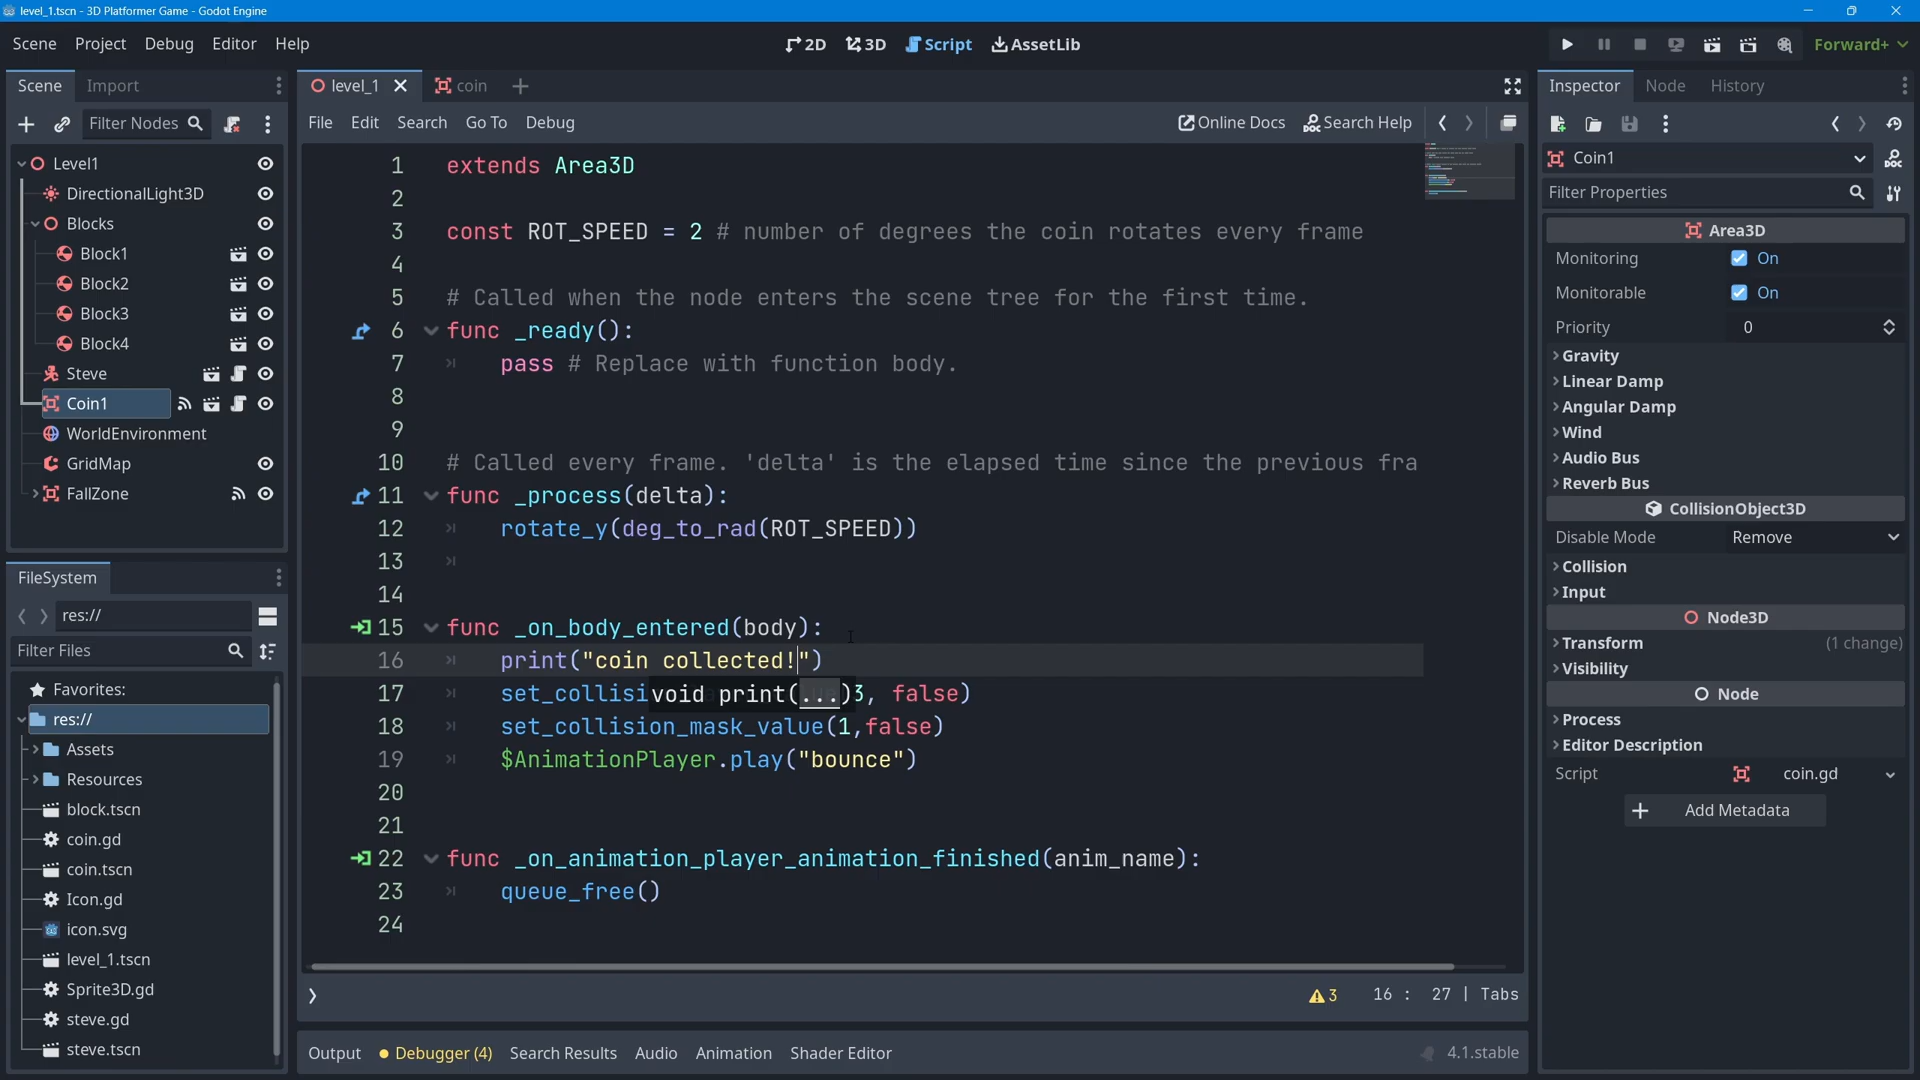 level_1.tscn - 3D Platformer Game - Godot Engine
Scene Project Debug Editor Help
2D 3D Script AssetLib
Forward+
Scene Import
Filter Nodes
Level1
DirectionalLight3D
Blocks
Block1
Block2
Block3
Block4
Steve
Coin1
WorldEnvironment
GridMap
FallZone
FileSystem
res://
Filter Files
Favorites:
res://
Assets
Resources
block.tscn
coin.gd
coin.tscn
Icon.gd
icon.svg
level_1.tscn
Sprite3D.gd
steve.gd
steve.tscn
level_1 coin
File Edit Search Go To Debug
Online Docs Search Help
1 extends Area3D
2
3 const ROT_SPEED = 2 # number of degrees the coin rotates every frame
4
5 # Called when the node enters the scene tree for the first time.
6 func _ready():
7 pass # Replace with function body.
8
9
10 # Called every frame. 'delta' is the elapsed time since the previous fra
11 func _process(delta):
12 rotate_y(deg_to_rad(ROT_SPEED))
13
14
15 func _on_body_entered(body):
16 print("coin collected!")
17 set_collisi void print(...) 3, false)
18 set_collision_mask_value(1,false)
19 $AnimationPlayer.play("bounce")
20
21
22 func _on_animation_player_animation_finished(anim_name):
23 queue_free()
24
3 16 : 27 | Tabs
Output Debugger (4) Search Results Audio Animation Shader Editor
4.1.stable
Inspector Node History
Coin1
Filter Properties
Area3D
Monitoring On
Monitorable On
Priority 0
Gravity
Linear Damp
Angular Damp
Wind
Audio Bus
Reverb Bus
CollisionObject3D
Disable Mode Remove
Collision
Input
Node3D
Transform (1 change)
Visibility
Node
Process
Editor Description
Script coin.gd
Add Metadata